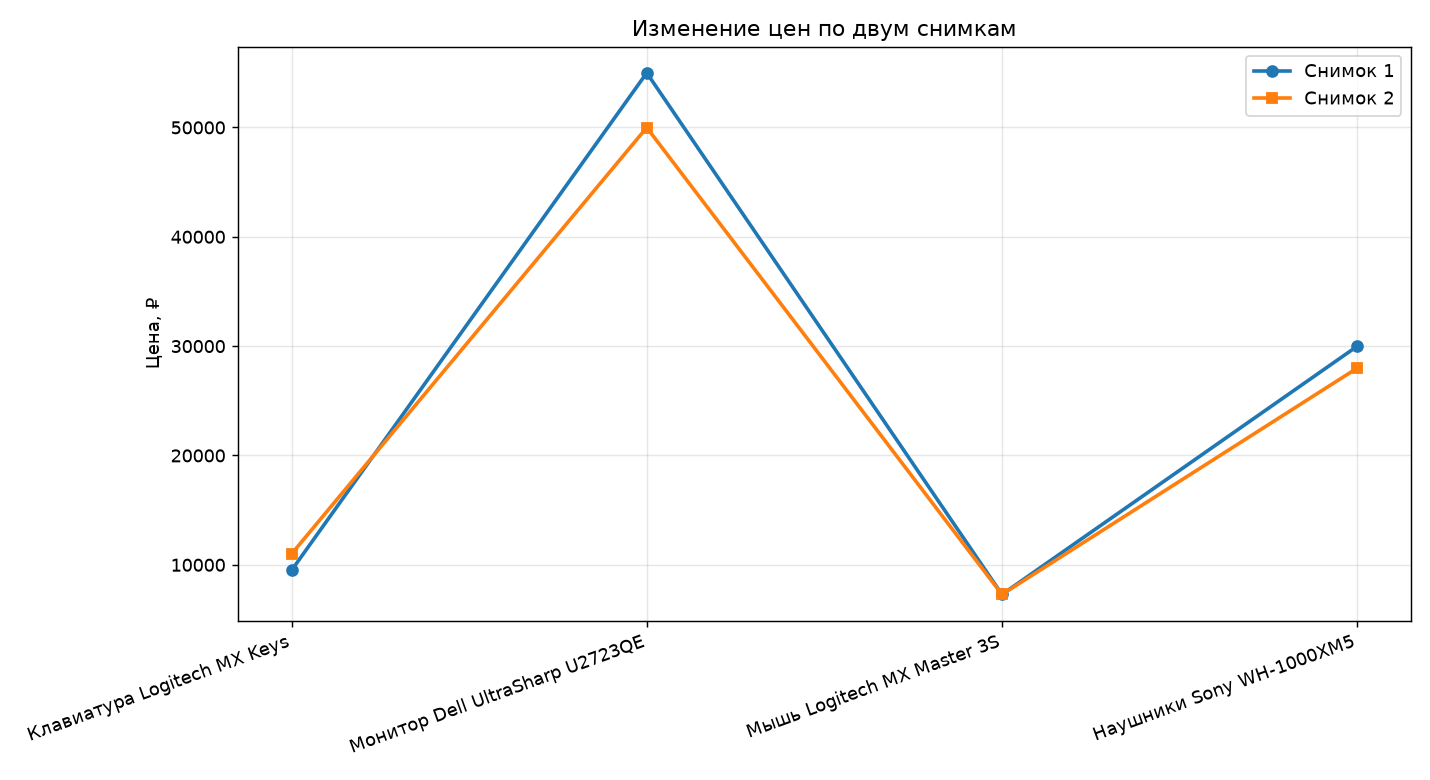 Изменение цен по двум снимкам
Снимок 1
Снимок 2
Цена, ₽
50000
40000
30000
20000
10000
Клавиатура Logitech MX Keys
Монитор Dell UltraSharp U2723QE
Мышь Logitech MX Master 3S
Наушники Sony WH-1000XM5